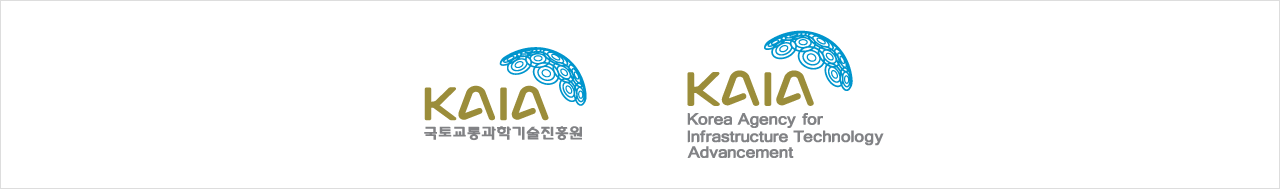 KAIA
국토교통과학기술진흥원
KAIA
Korea Agency for
Infrastructure Technology
Advancement